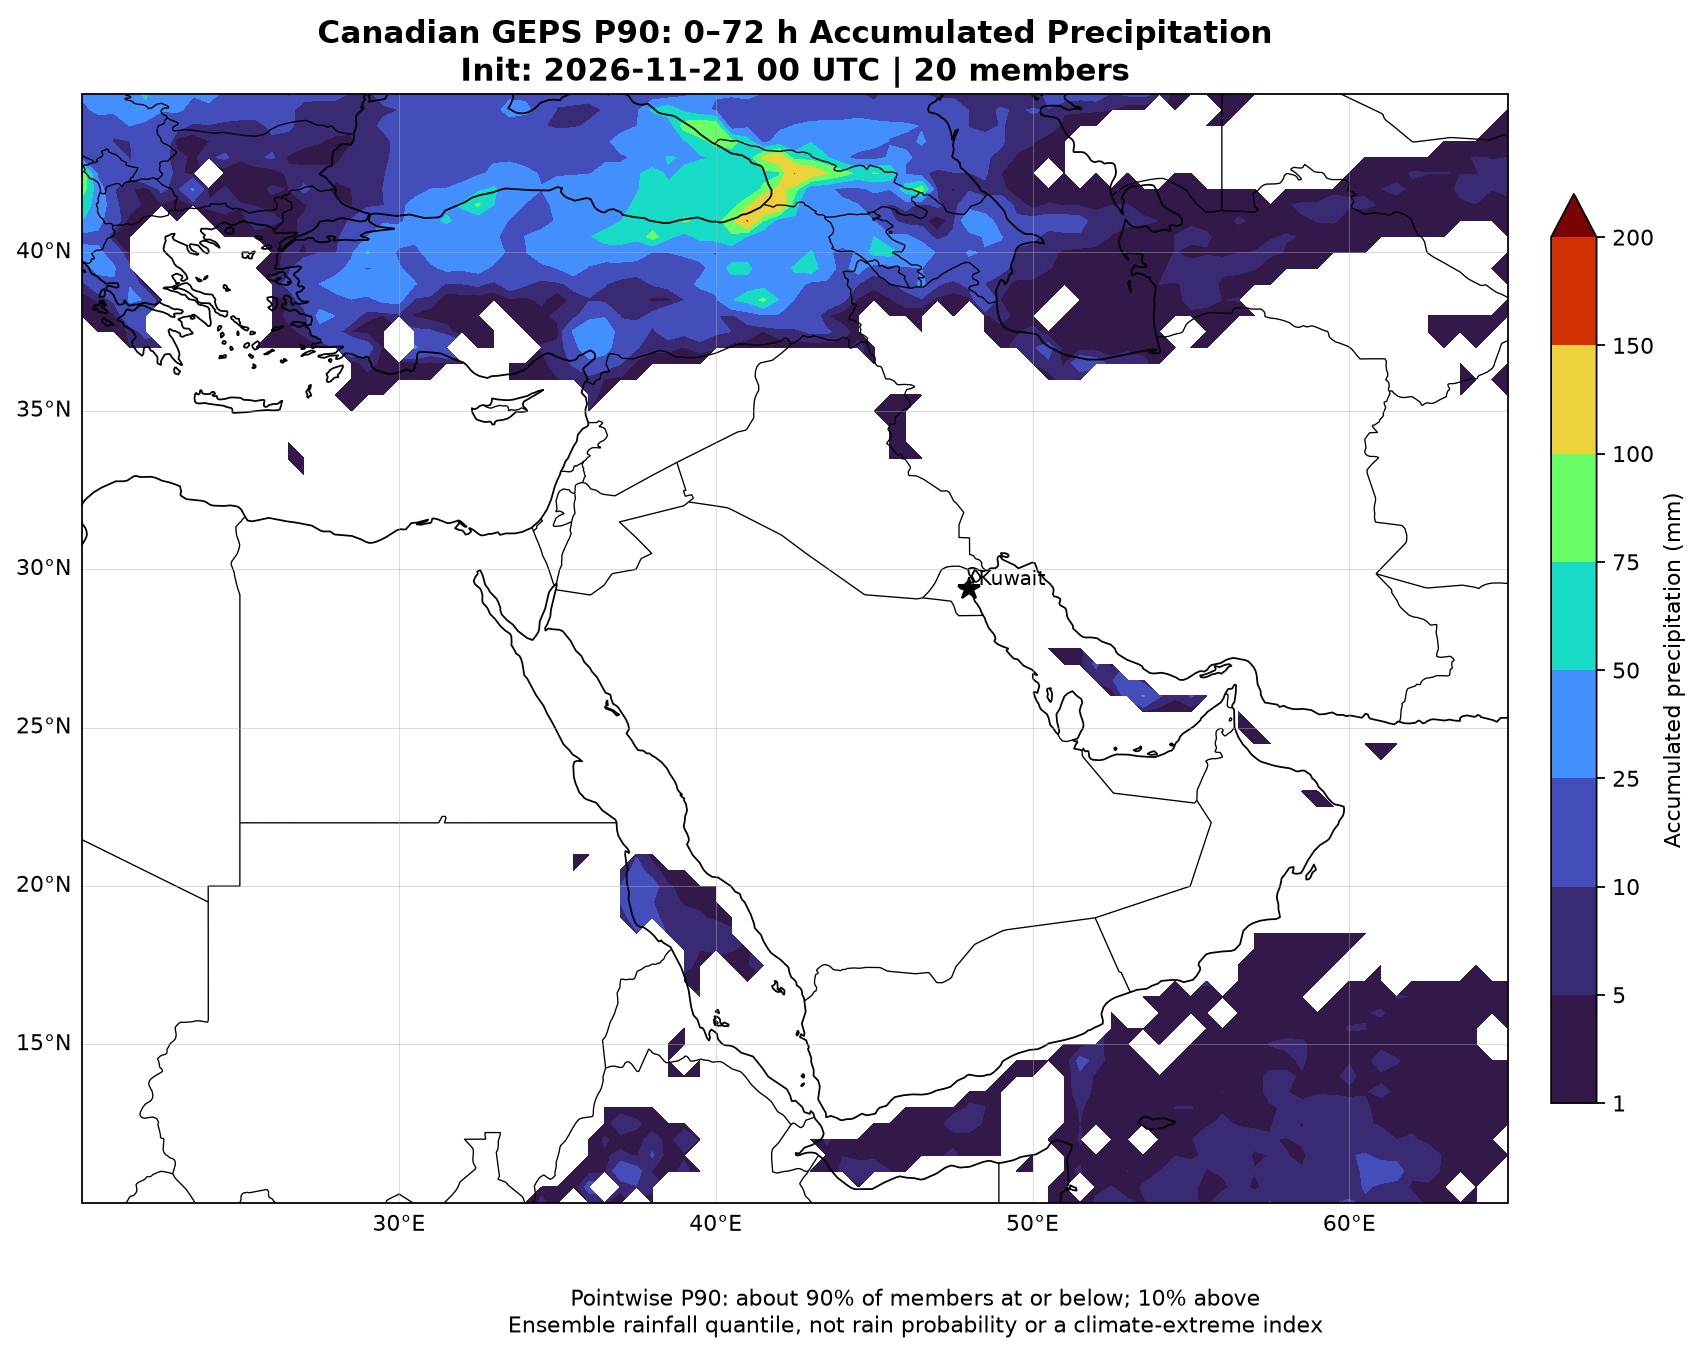 Canadian GEPS P90: 0–72 h Accumulated Precipitation
Init: 2026-11-21 00 UTC | 20 members
40°N
35°N
30°N
25°N
20°N
15°N
30°E
40°E
50°E
60°E
Kuwait
200
150
100
75
50
25
10
5
1
Accumulated precipitation (mm)
Pointwise P90: about 90% of members at or below; 10% above
Ensemble rainfall quantile, not rain probability or a climate-extreme index